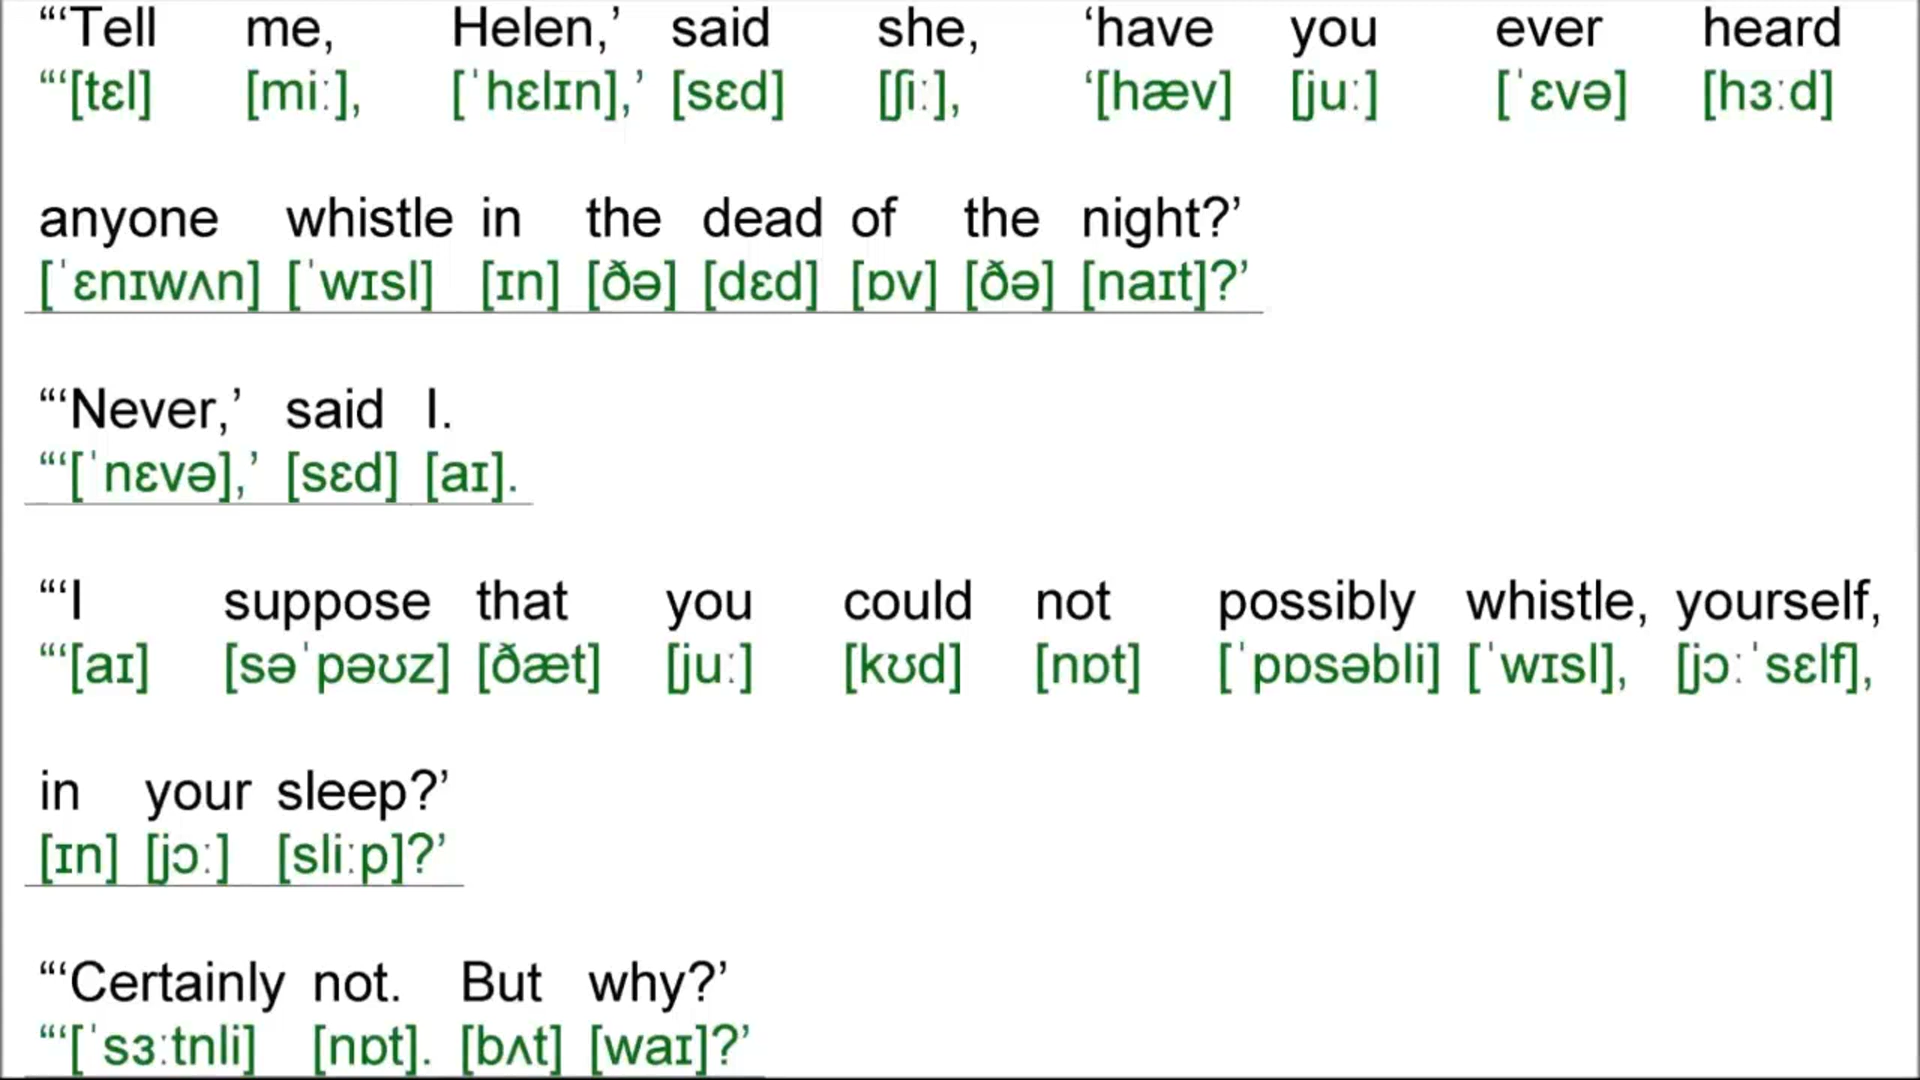 “‘Tell me, Helen,’ said she, ‘have you ever heard
“‘[tɛl] [miː], [ˈhɛlɪn],’ [sɛd] [ʃiː], ‘[hæv] [juː] [ˈɛvə] [hɜːd]
anyone whistle in the dead of the night?’
[ˈɛnɪwʌn] [ˈwɪsl] [ɪn] [ðə] [dɛd] [ɒv] [ðə] [naɪt]?’
“‘Never,’ said I.
“‘[ˈnɛvə],’ [sɛd] [aɪ].
“‘I suppose that you could not possibly whistle, yourself,
“‘[aɪ] [səˈpəʊz] [ðæt] [juː] [kʊd] [nɒt] [ˈpɒsəbli] [ˈwɪsl], [jɔːˈsɛlf],
in your sleep?’
[ɪn] [jɔː] [sliːp]?’
“‘Certainly not. But why?’
“‘[ˈsɜːtnli] [nɒt]. [bʌt] [waɪ]?’